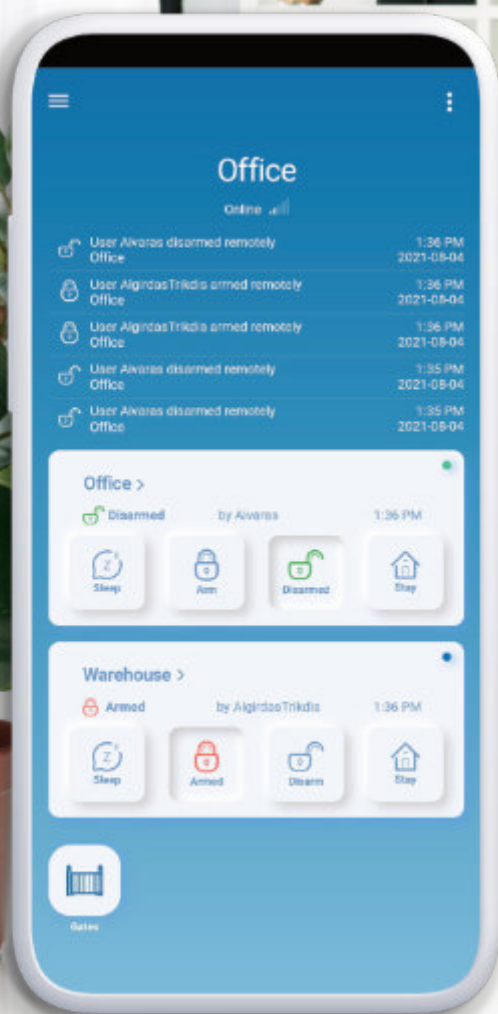 Office
Online
User Aivaras disarmed remotely 1:36 PM
Office 2021-08-04
User AlgirdasTrikdis armed remotely 1:36 PM
Office 2021-08-04
User AlgirdasTrikdis armed remotely 1:36 PM
Office 2021-08-04
User Aivaras disarmed remotely 1:35 PM
Office 2021-08-04
User Aivaras disarmed remotely 1:35 PM
Office 2021-08-04
Office >
Disarmed by Aivaras 1:36 PM
Sleep Arm Disarmed Stay
Warehouse >
Armed by AlgirdasTrikdis 1:36 PM
Sleep Armed Disarm Stay
Gates